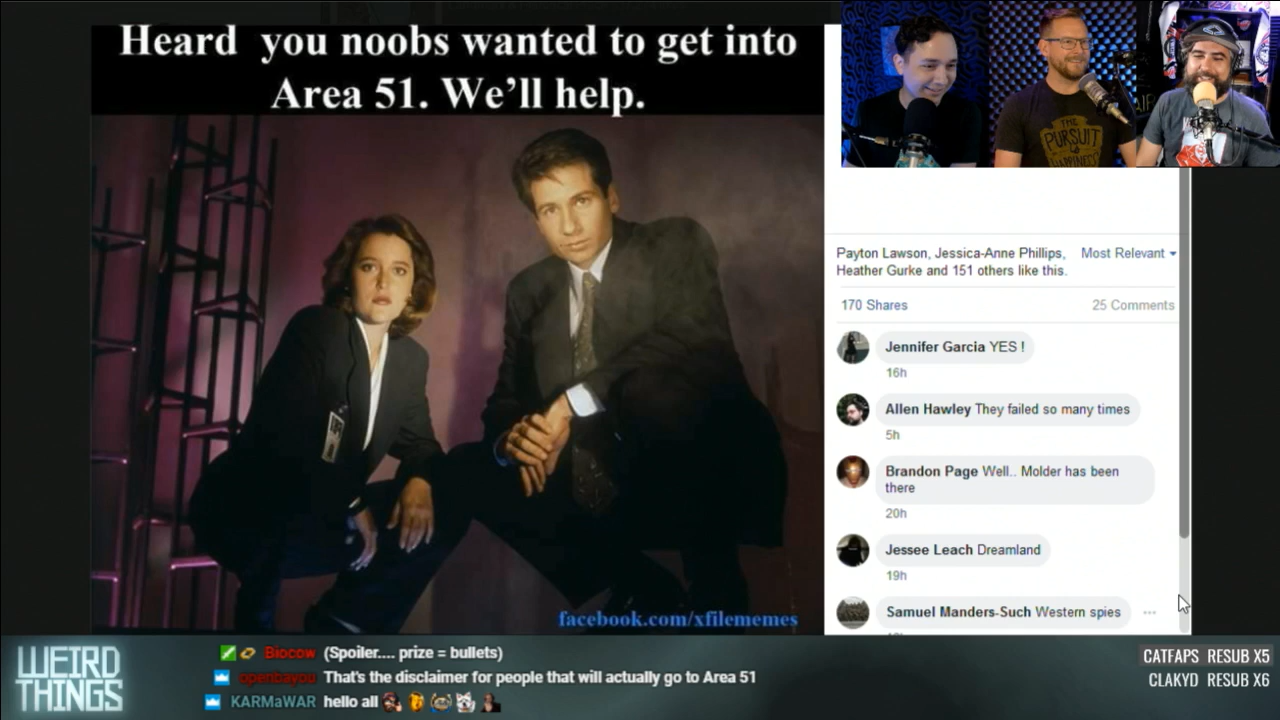 Heard you noobs wanted to get into
Area 51. We'll help.
facebook.com/xfilememes
THE
PURSUIT
HAPPINESS
Payton Lawson, Jessica-Anne Phillips,
Heather Gurke and 151 others like this.
Most Relevant
170 Shares
25 Comments
Jennifer Garcia YES !
16h
Allen Hawley They failed so many times
5h
Brandon Page Well.. Molder has been
there
20h
Jessee Leach Dreamland
19h
Samuel Manders-Such Western spies
WEIRD
THINGS
Biocow (Spoiler.... prize = bullets)
openbayou That's the disclaimer for people that will actually go to Area 51
KARMaWAR hello all
CATFAPS RESUB X5
CLAKYD RESUB X6